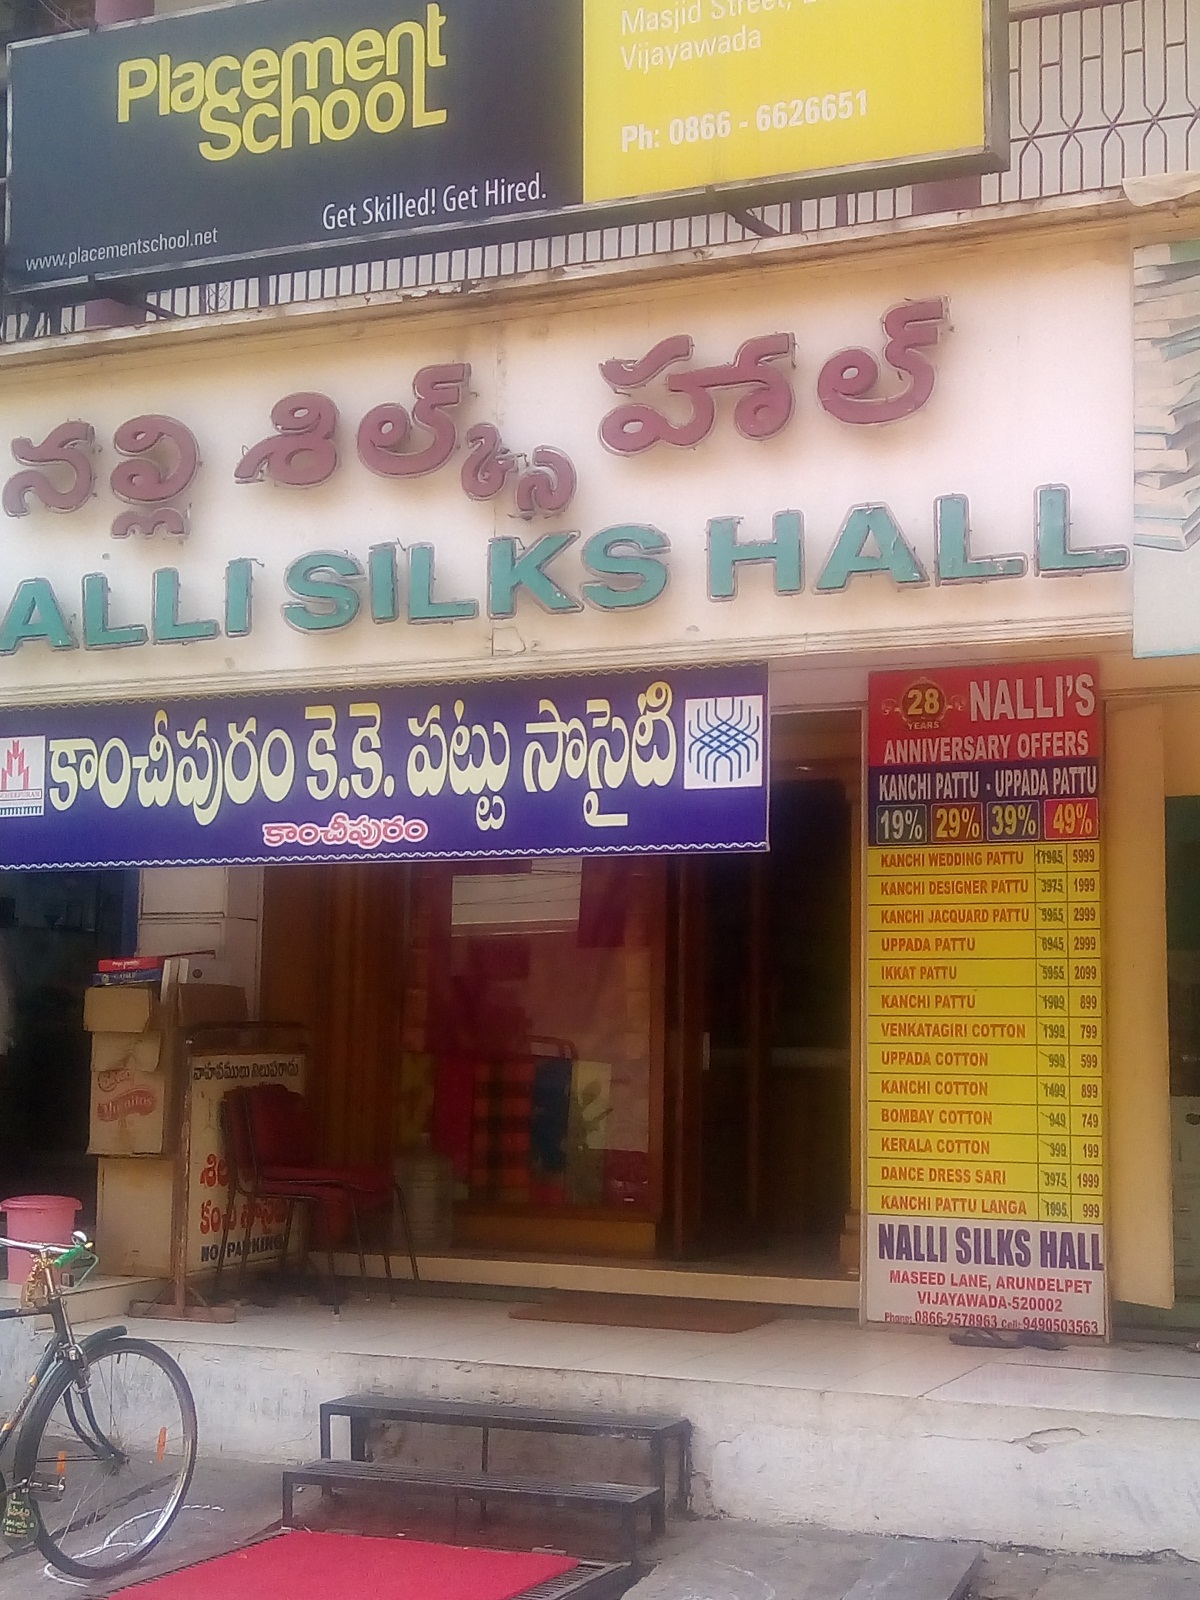 Placement
School
Get Skilled! Get Hired.
www.placementschool.net
Masjid Street,
Vijayawada
Ph: 0866 - 6626651
నల్లి శిల్క్స్ హాల్
ALLI SILKS HALL
కాంచీపురం కె.కె. పట్టు సొసైటి
కాంచీపురం
28
YEARS
NALLI'S
ANNIVERSARY OFFERS
KANCHI PATTU - UPPADA PATTU
19% 29% 39% 49%
KANCHI WEDDING PATTU 11985 5999
KANCHI DESIGNER PATTU 3975 1999
KANCHI JACQUARD PATTU 5955 2999
UPPADA PATTU 6945 2999
IKKAT PATTU 5955 2099
KANCHI PATTU 1909 899
VENKATAGIRI COTTON 1399 799
UPPADA COTTON 999 599
KANCHI COTTON 1499 899
BOMBAY COTTON 949 749
KERALA COTTON 399 199
DANCE DRESS SARI 3975 1999
KANCHI PATTU LANGA 1995 999
NALLI SILKS HALL
MASEED LANE, ARUNDELPET
VIJAYAWADA-520002
Phone: 0866-2578963 Cell: 9490503563
వాహనములు నిలుపరాదు
NO PARKING